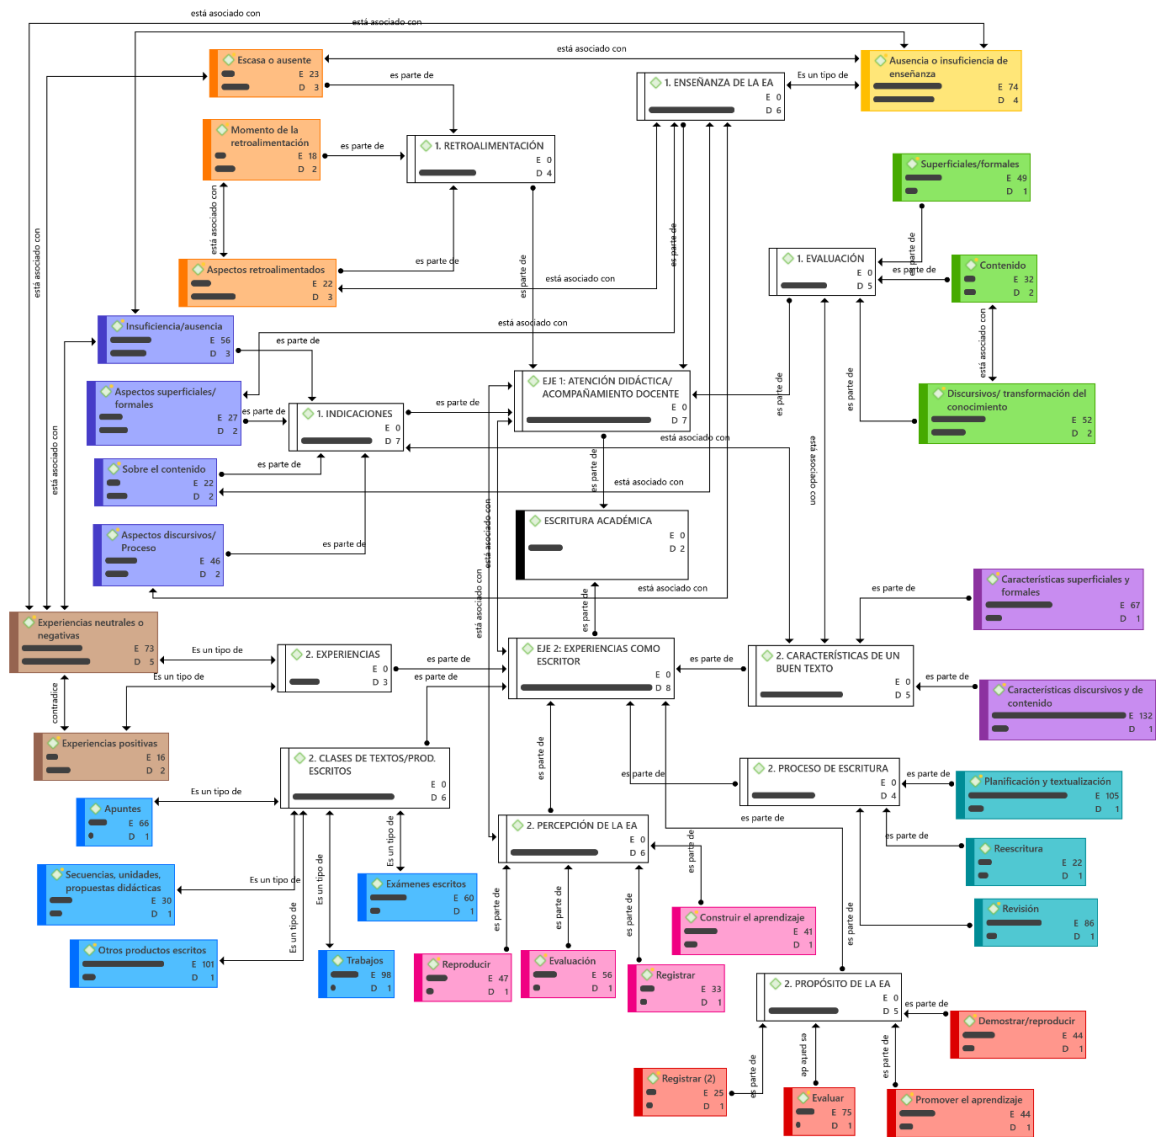 está asociado con
está asociado con
Escasa o ausente
E 23
D 3
está asociado con
Ausencia o insuficiencia de
enseñanza
E 74
D 4
es parte de
1. ENSEÑANZA DE LA EA
E 0
D 6
Es un tipo de
Momento de la
retroalimentación
E 18
D 2
es parte de
1. RETROALIMENTACIÓN
E 0
D 4
Superficiales/formales
E 49
D 1
está asociado con
está asociado con
es parte de
es parte de
es parte de
es parte de
Aspectos retroalimentados
E 22
D 3
es parte de
está asociado con
1. EVALUACIÓN
E 0
D 5
es parte de
Contenido
E 32
D 2
está asociado con
Insuficiencia/ausencia
E 56
D 3
es parte de
está asociado con
está asociado con
Aspectos superficiales/
formales
E 27
D 2
es parte de
1. INDICACIONES
E 0
D 7
es parte de
EJE 1: ATENCIÓN DIDÁCTICA/
ACOMPAÑAMIENTO DOCENTE
E 0
D 7
es parte de
es parte de
Discursivos/ transformación del
conocimiento
E 52
D 2
está asociado con
es parte de
está asociado con
Sobre el contenido
E 22
D 2
es parte de
está asociado con
Aspectos discursivos/
Proceso
E 46
D 2
es parte de
ESCRITURA ACADÉMICA
E 0
D 2
está asociado con
está asociado con
está asociado con
es parte de
Características superficiales y
formales
E 67
D 1
es parte de
Experiencias neutrales o
negativas
E 73
D 5
Es un tipo de
2. EXPERIENCIAS
E 0
D 3
es parte de
EJE 2: EXPERIENCIAS COMO
ESCRITOR
E 0
D 8
es parte de
2. CARACTERÍSTICAS DE UN
BUEN TEXTO
E 0
D 5
es parte de
Características discursivos y de
contenido
E 132
D 1
contradice
Es un tipo de
es parte de
Experiencias positivas
E 16
D 2
2. CLASES DE TEXTOS/PROD.
ESCRITOS
E 0
D 6
es parte de
es parte de
es parte de
2. PROCESO DE ESCRITURA
E 0
D 4
es parte de
Planificación y textualización
E 105
D 1
Es un tipo de
Apuntes
E 66
D 1
2. PERCEPCIÓN DE LA EA
E 0
D 6
es parte de
es parte de
es parte de
Reescritura
E 22
D 1
Secuencias, unidades,
propuestas didácticas
E 30
D 1
Es un tipo de
Es un tipo de
Es un tipo de
Es un tipo de
Exámenes escritos
E 60
D 1
es parte de
es parte de
es parte de
es parte de
Construir el aprendizaje
E 41
D 1
es parte de
Revisión
E 86
D 1
Otros productos escritos
E 101
D 1
Trabajos
E 98
D 1
Reproducir
E 47
D 1
Evaluación
E 56
D 1
Registrar
E 33
D 1
2. PROPÓSITO DE LA EA
E 0
D 5
es parte de
Demostrar/reproducir
E 44
D 1
es parte de
es parte de
es parte de
Registrar (2)
E 25
D 1
Evaluar
E 75
D 1
Promover el aprendizaje
E 44
D 1